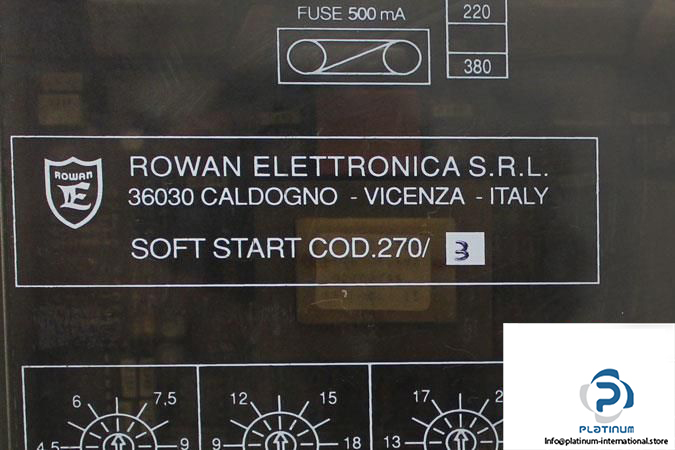 FUSE 500 mA
220
380
ROWAN
E
ROWAN ELETTRONICA S.R.L.
36030 CALDOGNO - VICENZA - ITALY
SOFT START COD.270/ 3
6 7,5
4,5 9
12 15
9 18
17
13
PLATINUM
Info@platinum-international.store